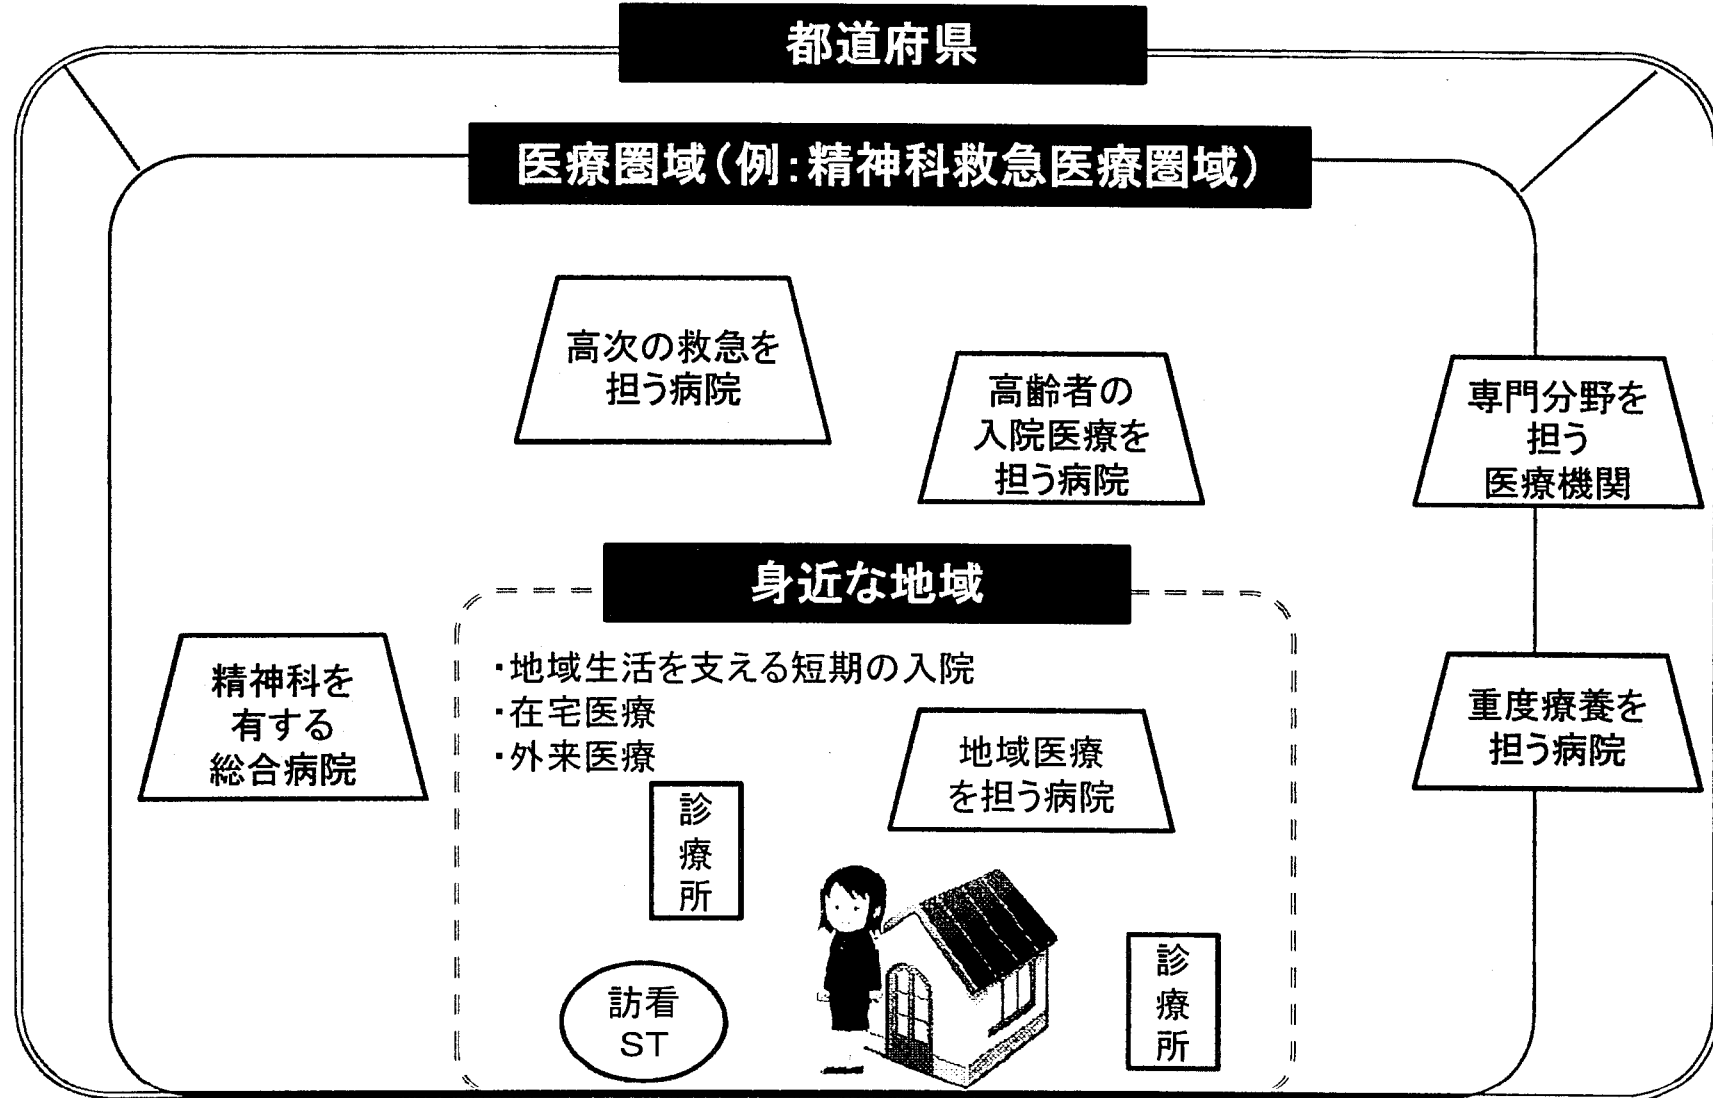 都道府県
医療圏域（例：精神科救急医療圏域）
高次の救急を
担う病院
高齢者の
入院医療を
担う病院
専門分野を
担う
医療機関
身近な地域
精神科を
有する
総合病院
・地域生活を支える短期の入院
・在宅医療
・外来医療
地域医療
を担う病院
重度療養を
担う病院
診
療
所
訪看
ST
診
療
所